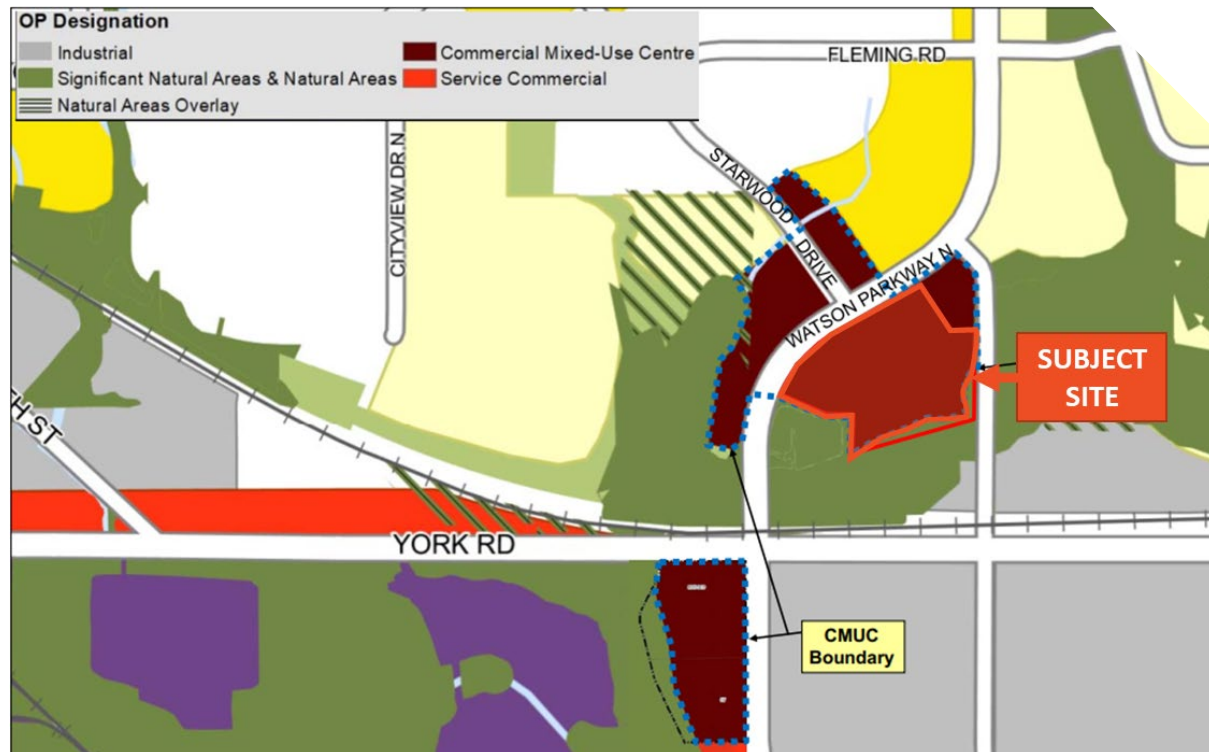 OP Designation
Industrial
Commercial Mixed-Use Centre
Significant Natural Areas & Natural Areas
Service Commercial
Natural Areas Overlay
FLEMING RD
CITYVIEW DR N
STARWOOD DRIVE
WATSON PARKWAY N
SUBJECT
SITE
TH ST
YORK RD
CMUC
Boundary